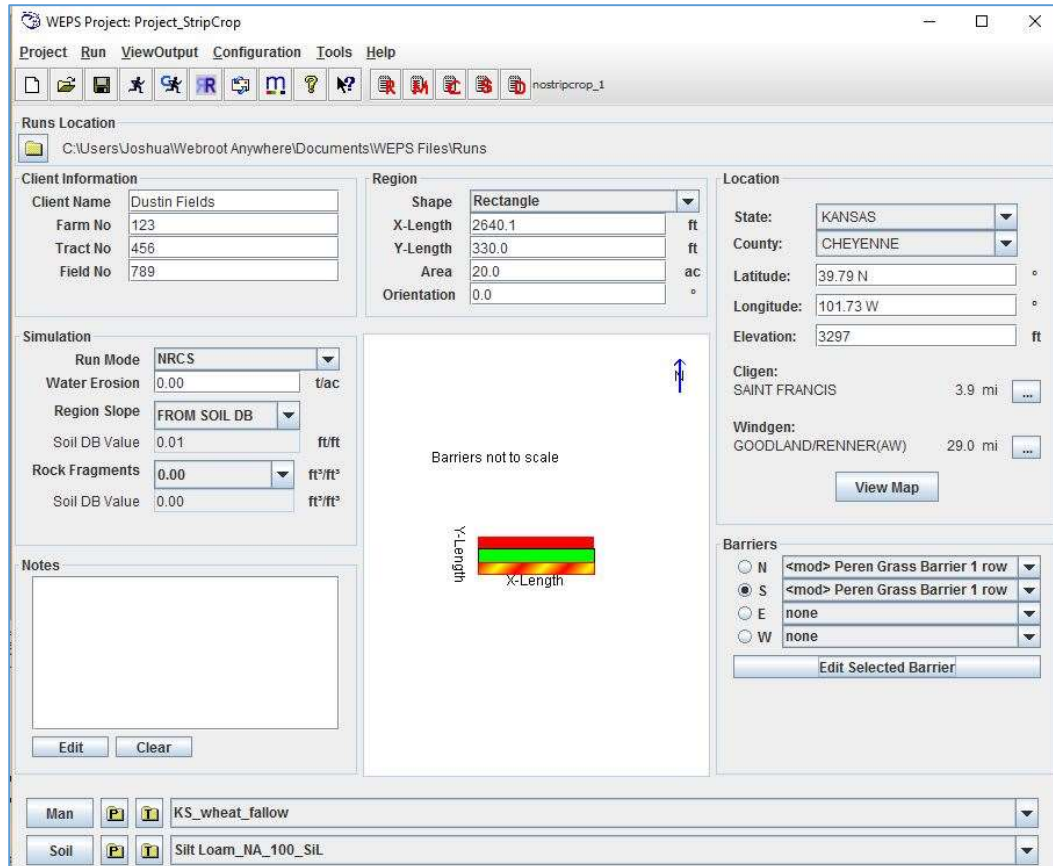 WEPS Project: Project_StripCrop
Project Run ViewOutput Configuration Tools Help
nostripcrop_1
Runs Location
C:\Users\Joshua\Webroot Anywhere\Documents\WEPS Files\Runs
Client Information
Client Name Dustin Fields
Farm No 123
Tract No 456
Field No 789
Region
Shape Rectangle
X-Length 2640.1 ft
Y-Length 330.0 ft
Area 20.0 ac
Orientation 0.0 °
Location
State: KANSAS
County: CHEYENNE
Latitude: 39.79 N °
Longitude: 101.73 W °
Elevation: 3297 ft
Cligen:
SAINT FRANCIS 3.9 mi ...
Windgen:
GOODLAND/RENNER(AW) 29.0 mi ...
View Map
Simulation
Run Mode NRCS
Water Erosion 0.00 t/ac
Region Slope FROM SOIL DB
Soil DB Value 0.01 ft/ft
Rock Fragments 0.00 ft³/ft³
Soil DB Value 0.00 ft³/ft³
N
Barriers not to scale
Y-Length
X-Length
Barriers
N <mod> Peren Grass Barrier 1 row
S <mod> Peren Grass Barrier 1 row
E none
W none
Edit Selected Barrier
Notes
Edit Clear
Man P T KS_wheat_fallow
Soil P T Silt Loam_NA_100_SiL